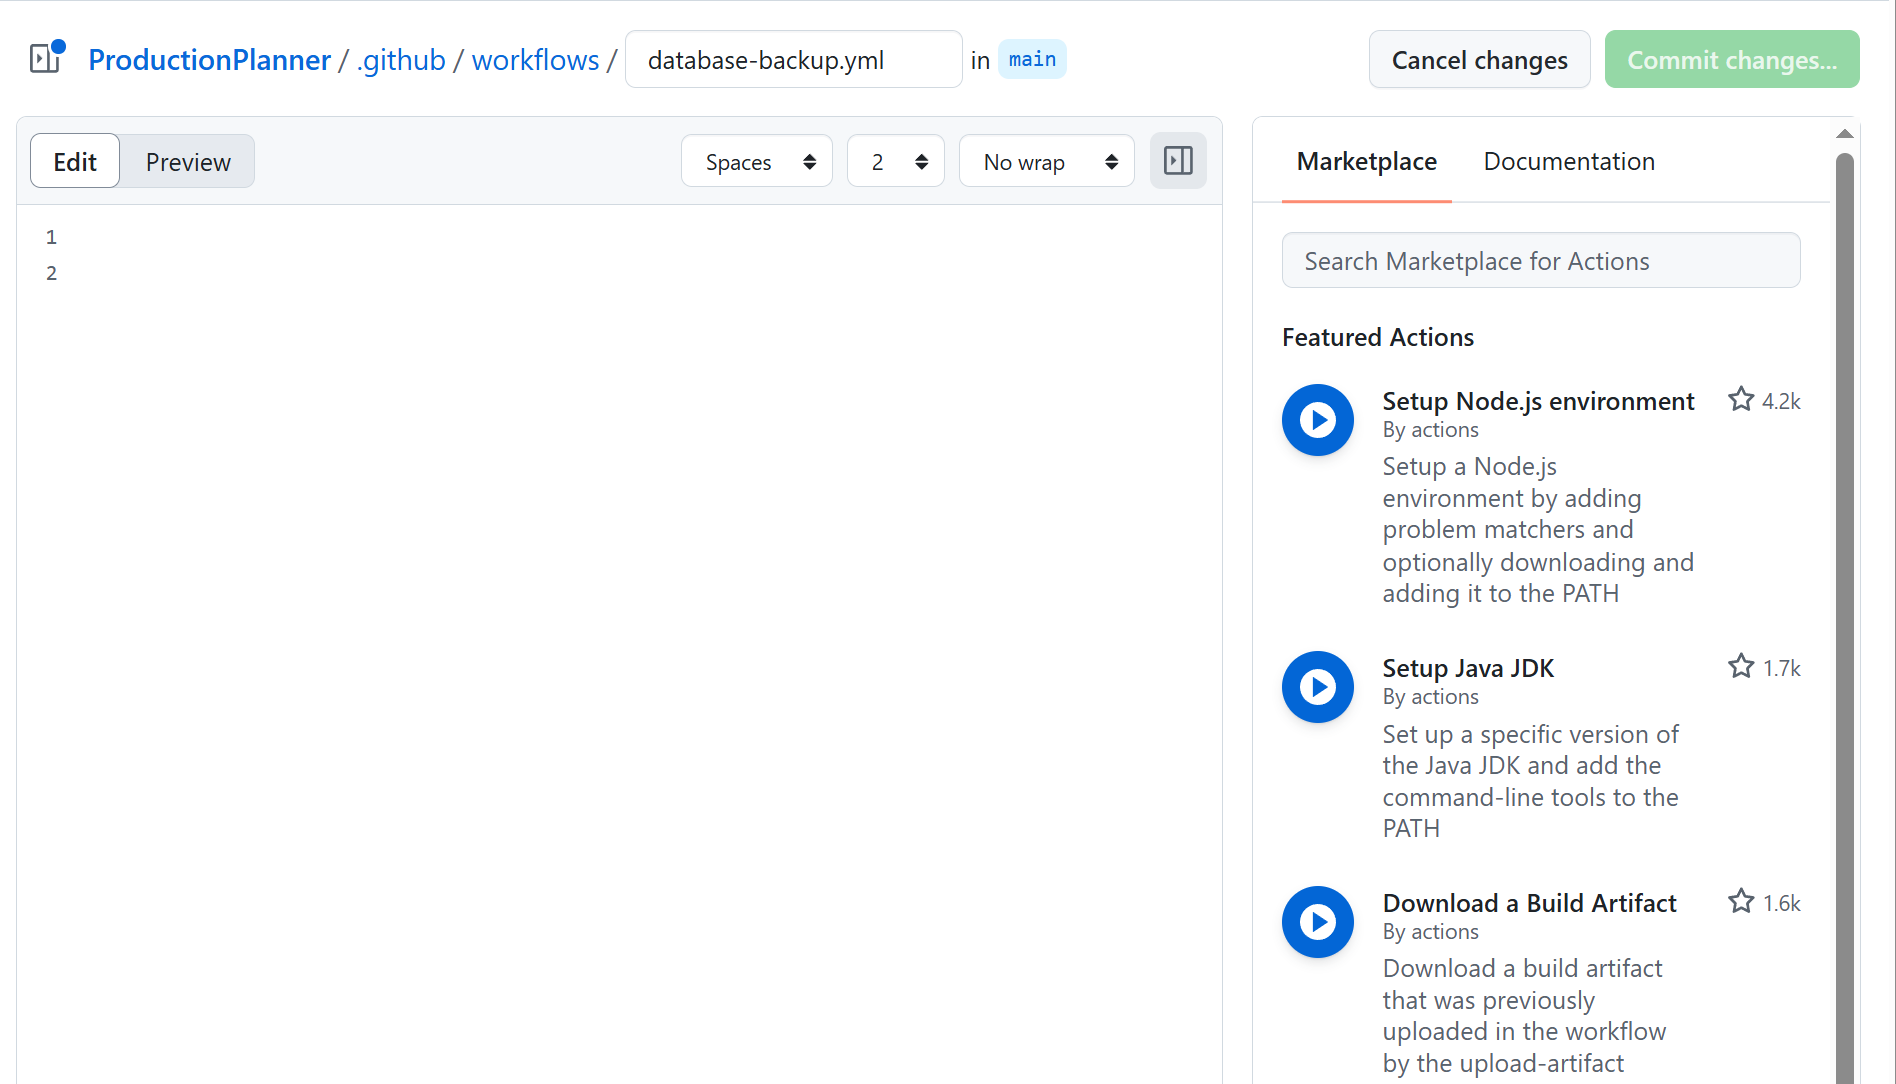 ProductionPlanner / .github / workflows / database-backup.yml in main
Cancel changes
Commit changes...
Edit
Preview
Spaces
2
No wrap
1
2
Marketplace
Documentation
Search Marketplace for Actions
Featured Actions
Setup Node.js environment
4.2k
By actions
Setup a Node.js
environment by adding
problem matchers and
optionally downloading and
adding it to the PATH
Setup Java JDK
1.7k
By actions
Set up a specific version of
the Java JDK and add the
command-line tools to the
PATH
Download a Build Artifact
1.6k
By actions
Download a build artifact
that was previously
uploaded in the workflow
by the upload-artifact